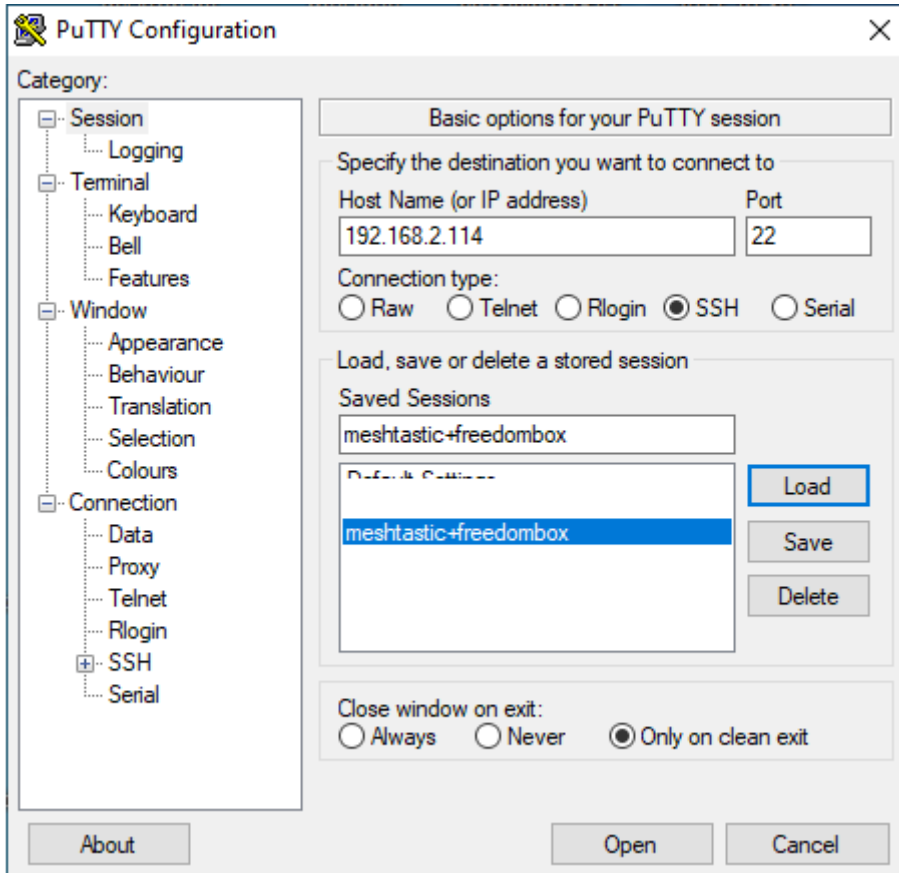 PuTTY Configuration
Category:
Session
Logging
Terminal
Keyboard
Bell
Features
Window
Appearance
Behaviour
Translation
Selection
Colours
Connection
Data
Proxy
Telnet
Rlogin
SSH
Serial
Basic options for your PuTTY session
Specify the destination you want to connect to
Host Name (or IP address) Port
192.168.2.114 22
Connection type:
Raw Telnet Rlogin SSH Serial
Load, save or delete a stored session
Saved Sessions
meshtastic+freedombox
Default Settings
meshtastic+freedombox
Load
Save
Delete
Close window on exit:
Always Never Only on clean exit
About Open Cancel